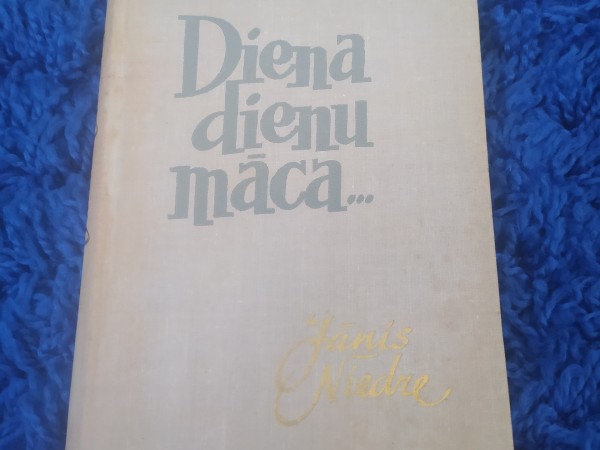 Diena
dienu
māca...
Jānis
Niedre